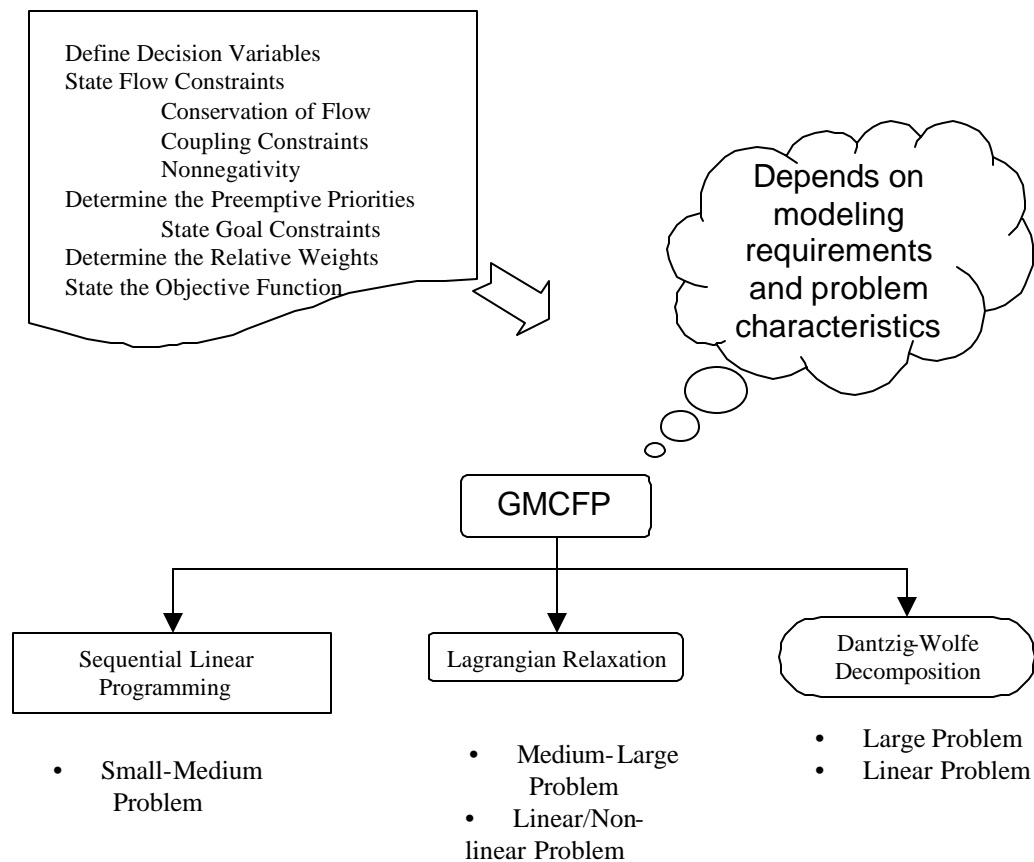 Define Decision Variables
State Flow Constraints
Conservation of Flow
Coupling Constraints
Nonnegativity
Determine the Preemptive Priorities
State Goal Constraints
Determine the Relative Weights
State the Objective Function
Depends on
modeling
requirements
and problem
characteristics
GMCFP
Sequential Linear
Programming
Lagrangian Relaxation
Dantzig-Wolfe
Decomposition
• Small-Medium
Problem
• Medium-Large
Problem
• Linear/Non-
linear Problem
• Large Problem
• Linear Problem